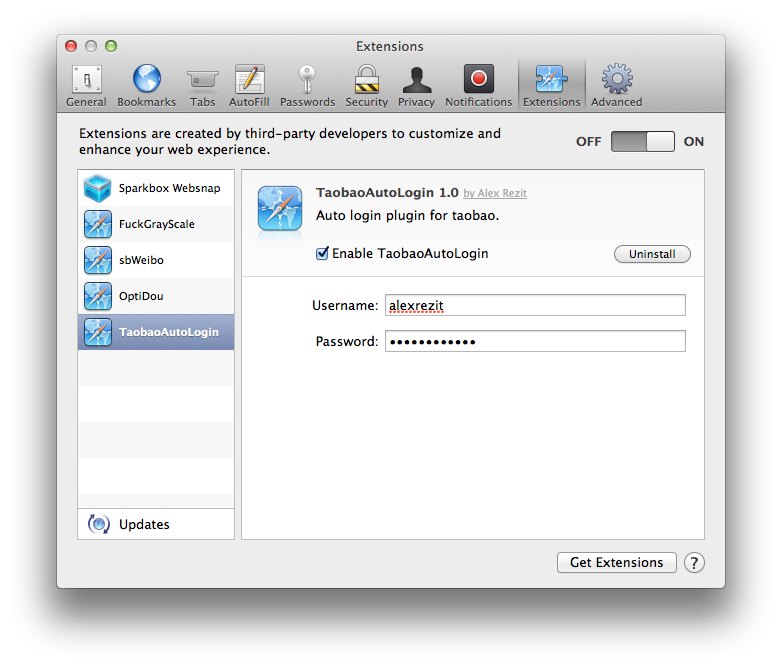 Extensions
General Bookmarks Tabs AutoFill Passwords Security Privacy Notifications Extensions Advanced
Extensions are created by third-party developers to customize and
enhance your web experience.
OFF ON
Sparkbox Websnap
FuckGrayScale
sbWeibo
OptiDou
TaobaoAutoLogin
Updates
TaobaoAutoLogin 1.0 by Alex Rezit
Auto login plugin for taobao.
Enable TaobaoAutoLogin
Uninstall
Username: alexrezit
Password: ••••••••••••
Get Extensions ?